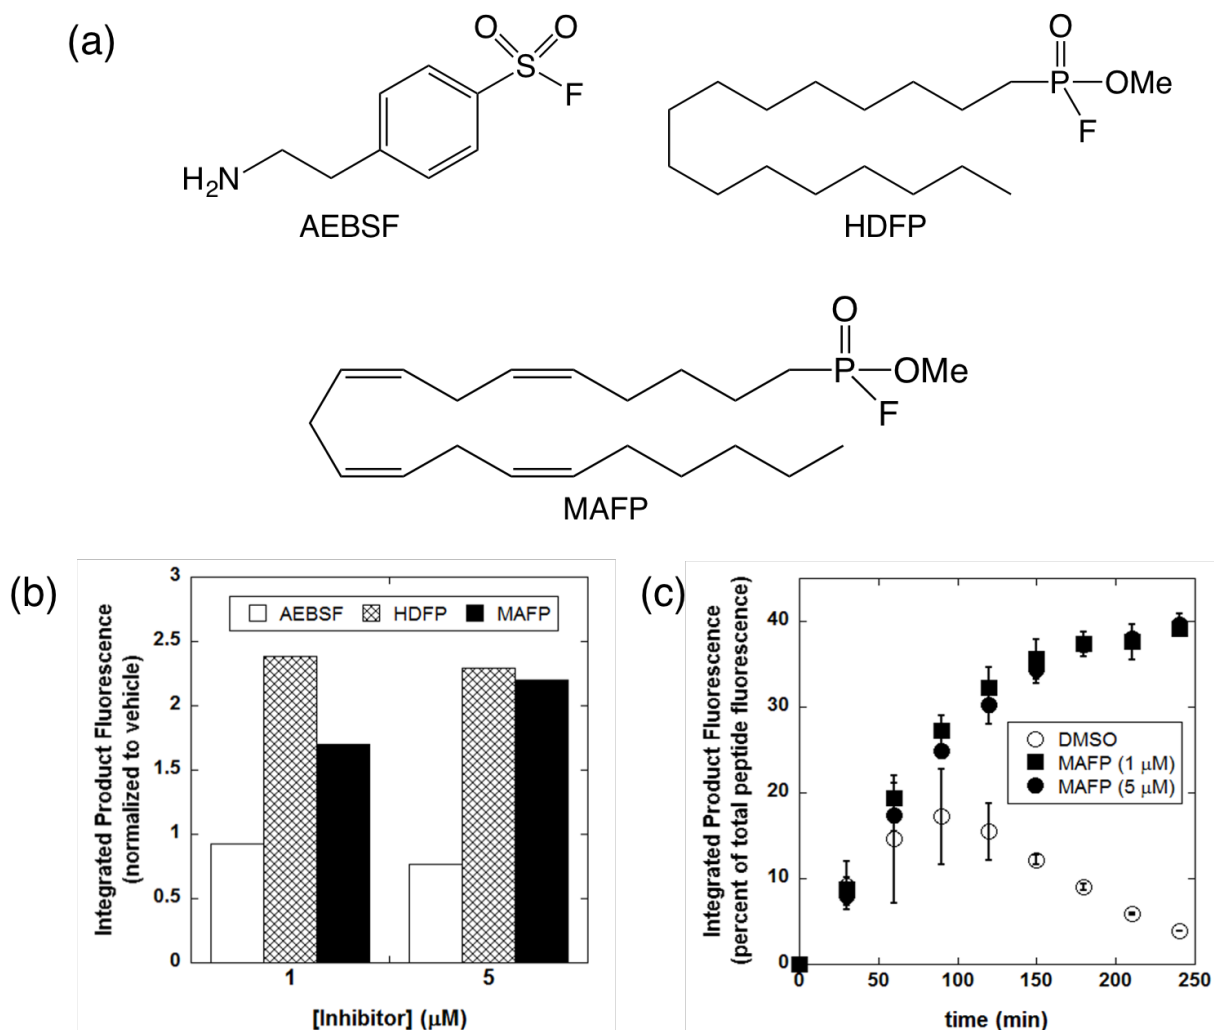 (a)
O O
S
F
H₂N
AEBSF
O
P
OMe
F
HDFP
O
P
OMe
F
MAFP
(b)
Integrated Product Fluorescence
(normalized to vehicle)
3
2.5
2
1
0.5
0
AEBSF HDFP MAFP
1 5
[Inhibitor] (μM)
(c)
Integrated Product Fluorescence
(percent of total peptide fluorescence)
40
30
20
10
0
DMSO
MAFP (1 μM)
MAFP (5 μM)
0 50 100 150 200 250
time (min)